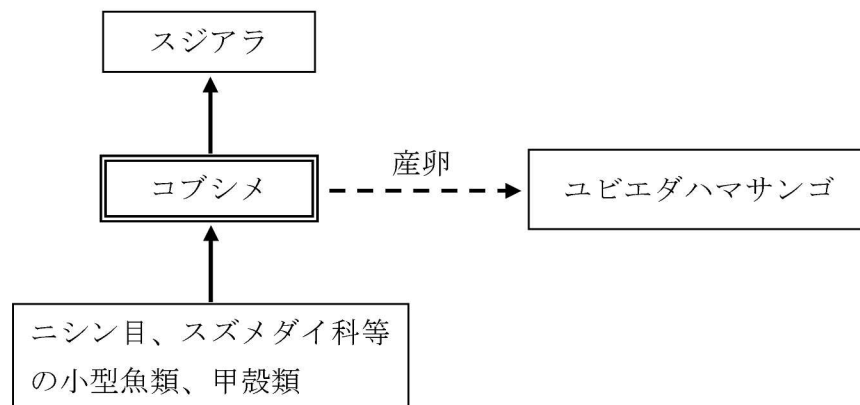 スジアラ
コブシメ
産卵
ユビエダハマサンゴ
ニシン目、スズメダイ科等
の小型魚類、甲殻類